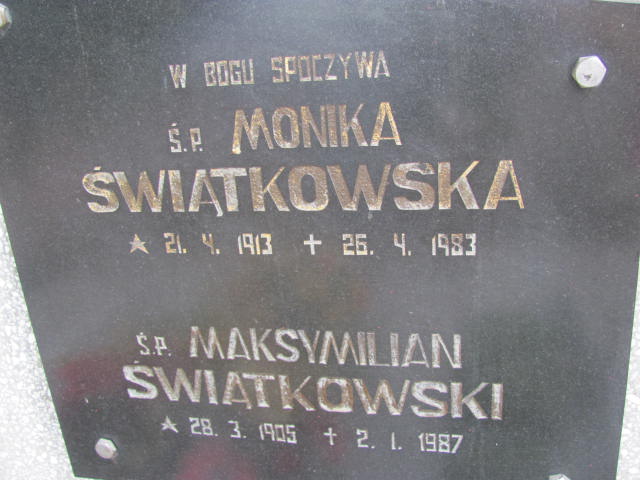 W BOGU SPOCZYWA
Ś.P. MONIKA
ŚWIĄTKOWSKA
★ 21. 4. 1913 ✝ 26. 4. 1983
Ś.P. MAKSYMILIAN
ŚWIĄTKOWSKI
★ 28. 3. 1905 ✝ 2. 1. 1987